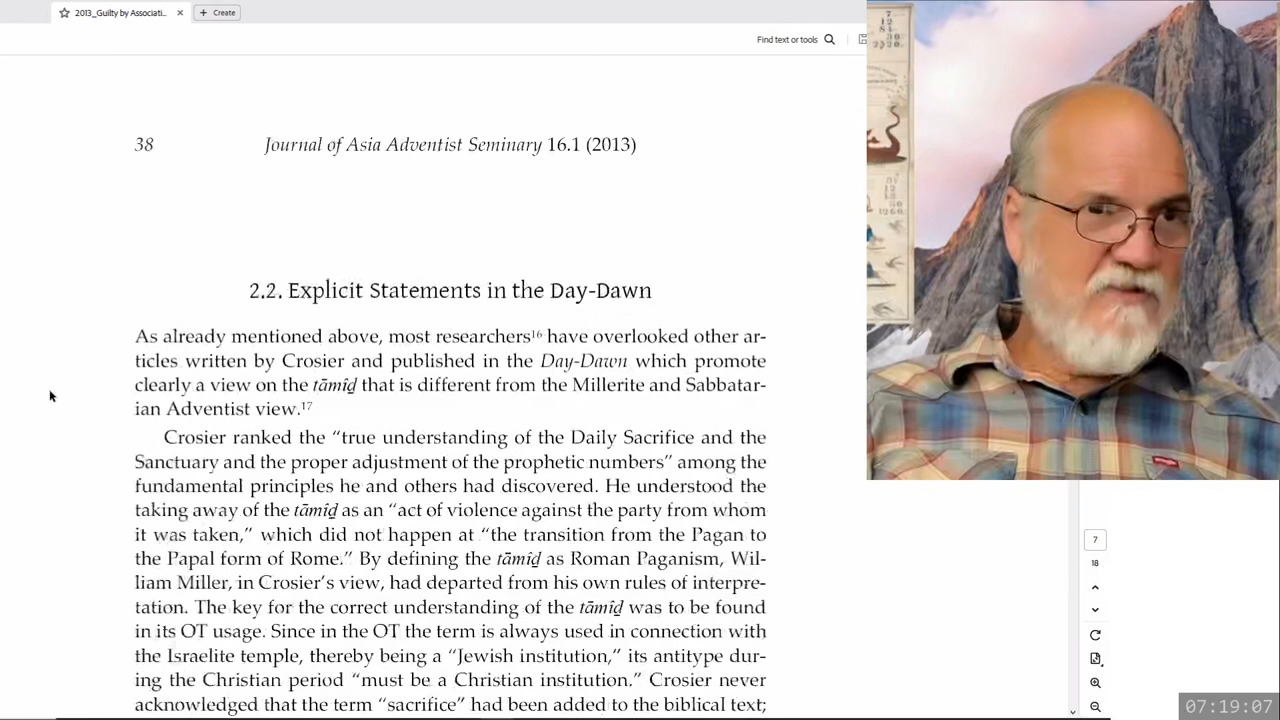 2013_Guilty by Associati...
Create
Find text or tools
38 Journal of Asia Adventist Seminary 16.1 (2013)
2.2. Explicit Statements in the Day-Dawn
As already mentioned above, most researchers16 have overlooked other ar-
ticles written by Crosier and published in the Day-Dawn which promote
clearly a view on the tāmîḏ that is different from the Millerite and Sabbatar-
ian Adventist view.17
Crosier ranked the “true understanding of the Daily Sacrifice and the
Sanctuary and the proper adjustment of the prophetic numbers” among the
fundamental principles he and others had discovered. He understood the
taking away of the tāmîḏ as an “act of violence against the party from whom
it was taken,” which did not happen at “the transition from the Pagan to
the Papal form of Rome.” By defining the tāmîḏ as Roman Paganism, Wil-
liam Miller, in Crosier’s view, had departed from his own rules of interpre-
tation. The key for the correct understanding of the tāmîḏ was to be found
in its OT usage. Since in the OT the term is always used in connection with
the Israelite temple, thereby being a “Jewish institution,” its antitype dur-
ing the Christian period “must be a Christian institution.” Crosier never
acknowledged that the term “sacrifice” had been added to the biblical text;
7
18
07:19:07